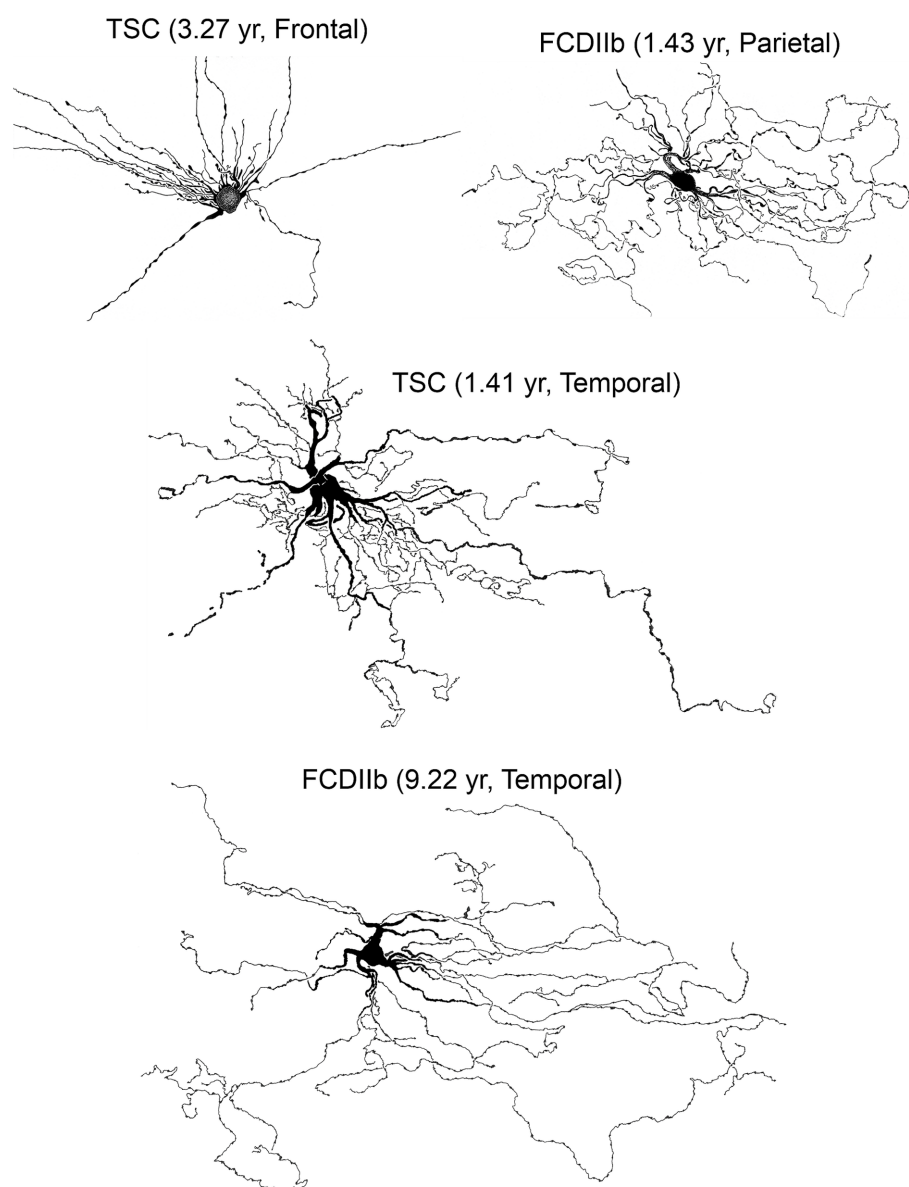 TSC (3.27 yr, Frontal)
FCDIIb (1.43 yr, Parietal)
TSC (1.41 yr, Temporal)
FCDIIb (9.22 yr, Temporal)